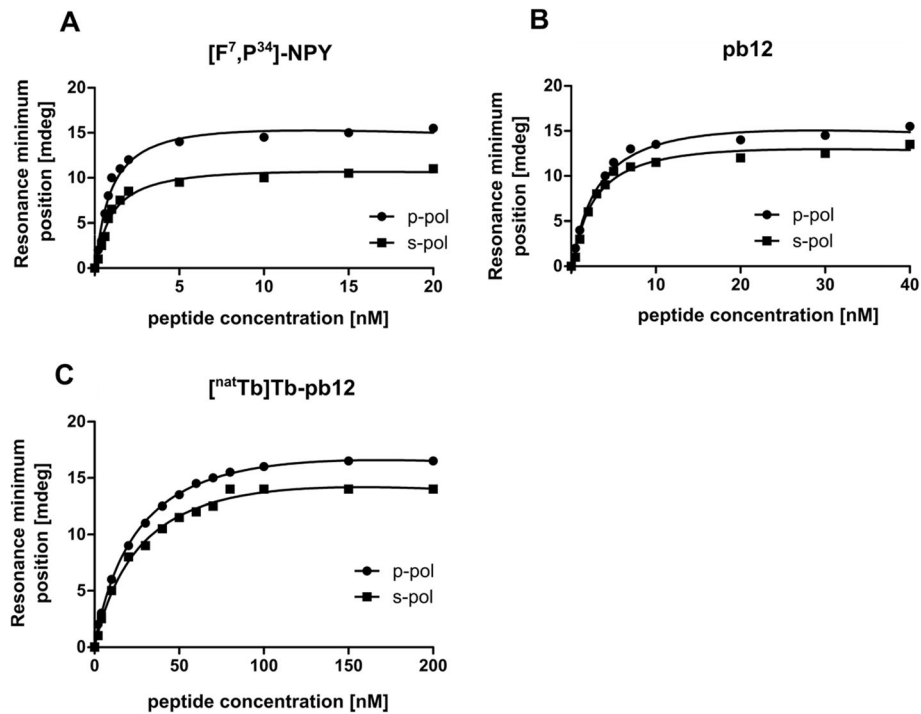 A
[F⁷,P³⁴]-NPY
Resonance minimum
position [mdeg]
20
15
10
5
0
p-pol
s-pol
5
10
15
20
peptide concentration [nM]
B
pb12
Resonance minimum
position [mdeg]
20
15
10
5
0
p-pol
s-pol
10
20
30
40
peptide concentration [nM]
C
[ⁿᵃᵗTb]Tb-pb12
Resonance minimum
position [mdeg]
20
15
10
5
0
p-pol
s-pol
0
50
100
150
200
peptide concentration [nM]